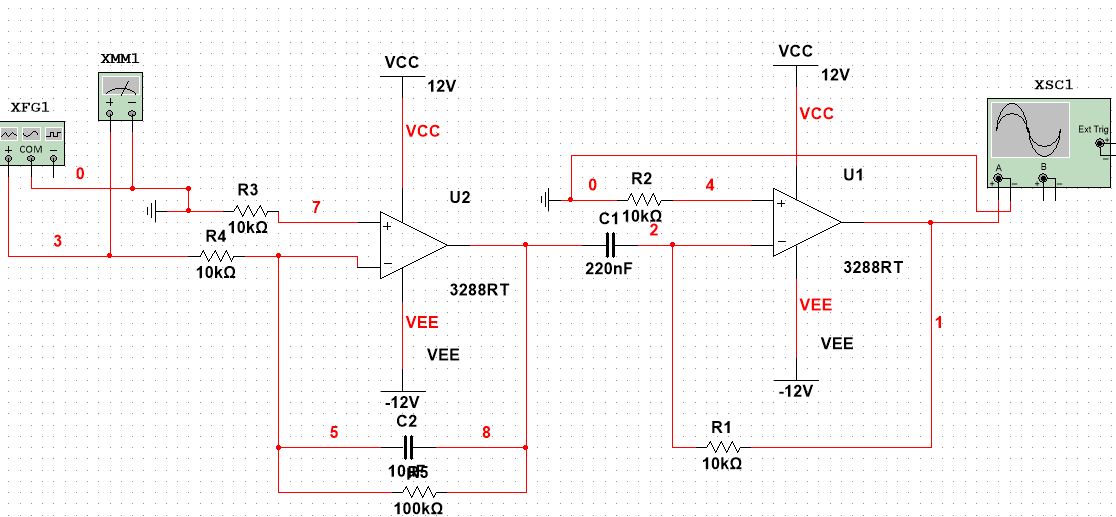 XMM1
XFG1
+ -
+ COM -
0
3
R3
10kΩ
7
R4
10kΩ
VCC
12V
VCC
U2
+
-
3288RT
VEE
VEE
-12V
C2
5
8
R5
100kΩ
0
R2
10kΩ
4
C1
220nF
2
VCC
12V
VCC
U1
+
-
3288RT
VEE
VEE
-12V
1
R1
10kΩ
XSC1
Ext Trig
+
-
A B
+ - + -